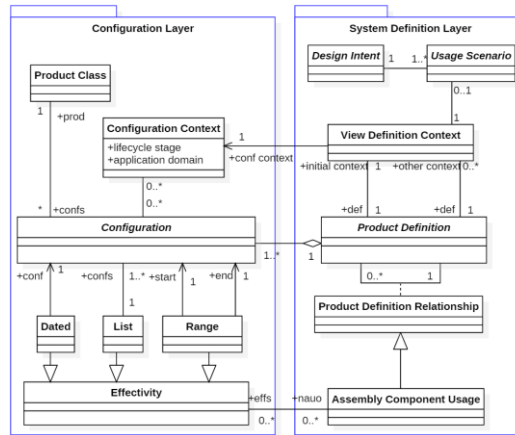 Configuration Layer
System Definition Layer
Design Intent
1
1..*
Usage Scenario
Product Class
0..1
1
+prod
1
Configuration Context
+lifecycle stage
+application domain
1
+conf context
View Definition Context
+initial context
1
+other context
0..*
0..*
0..*
*
+confs
+def
1
+def
1
Configuration
Product Definition
1..*
1
+conf
1
+confs
1..*
+start
1
+end
1
0..*
1
1
Product Definition Relationship
Dated
List
Range
Effectivity
+effs
0..*
+nauo
0..*
Assembly Component Usage